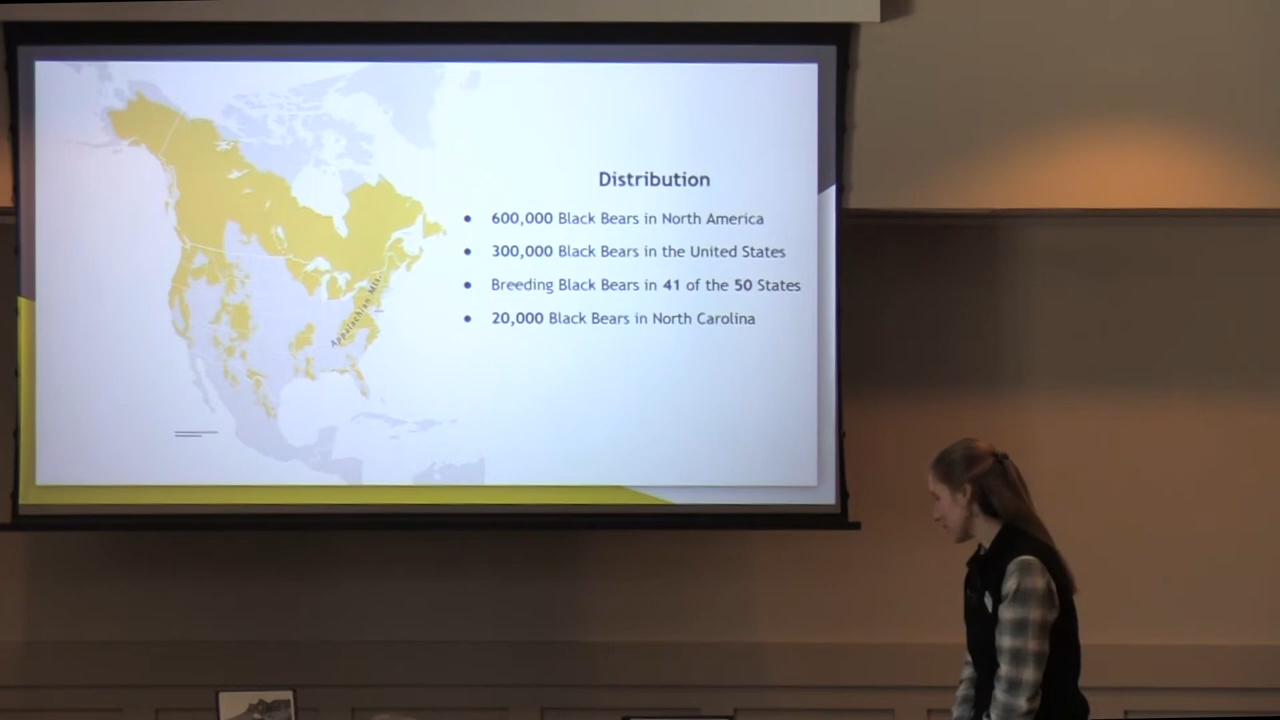 Distribution
● 600,000 Black Bears in North America
● 300,000 Black Bears in the United States
● Breeding Black Bears in 41 of the 50 States
● 20,000 Black Bears in North Carolina
Appalachian Mts.